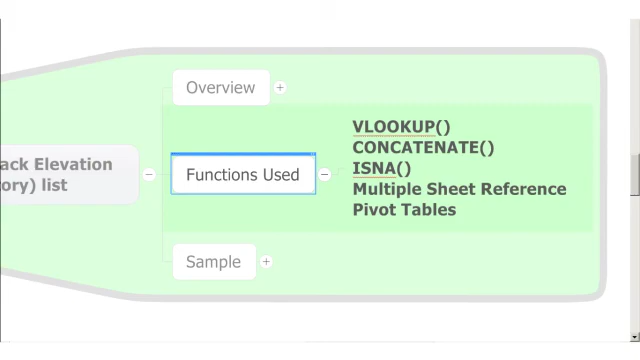 Overview
ack Elevation
ory) list
Functions Used
VLOOKUP()
CONCATENATE()
ISNA()
Multiple Sheet Reference
Pivot Tables
Sample